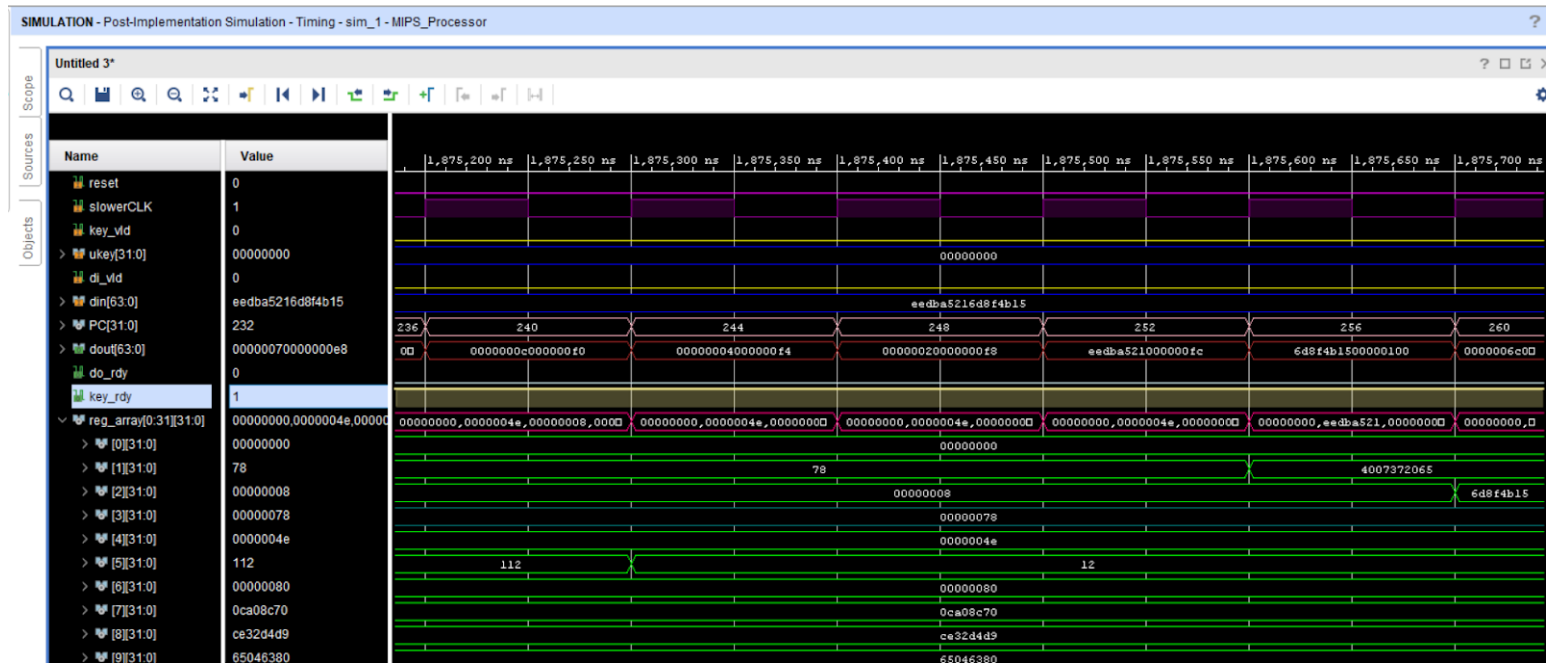 SIMULATION - Post-Implementation Simulation - Timing - sim_1 - MIPS_Processor ?
Untitled 3* ?
Scope
Sources
Objects
Name Value
1,875,200 ns 1,875,250 ns 1,875,300 ns 1,875,350 ns 1,875,400 ns 1,875,450 ns 1,875,500 ns 1,875,550 ns 1,875,600 ns 1,875,650 ns 1,875,700 ns
reset 0
slowerCLK 1
key_vld 0
ukey[31:0] 00000000 00000000
di_vld 0
din[63:0] eedba5216d8f4b15 eedba5216d8f4b15
PC[31:0] 232 236 240 244 248 252 256 260
dout[63:0] 00000070000000e8 00 0000000c000000f0 00000004000000f4 00000020000000f8 eedba521000000fc 6d8f4b1500000100 0000006c0
do_rdy 0
key_rdy 1
reg_array[0:31][31:0] 00000000,0000004e,00000 00000000,0000004e,00000008,000 00000000,0000004e,0000000 00000000,0000004e,0000000 00000000,0000004e,0000000 00000000,eedba521,0000000 00000000,
[0][31:0] 00000000 00000000
[1][31:0] 78 78 4007372065
[2][31:0] 00000008 00000008 6d8f4b15
[3][31:0] 00000078 00000078
[4][31:0] 0000004e 0000004e
[5][31:0] 112 112 12
[6][31:0] 00000080 00000080
[7][31:0] 0ca08c70 0ca08c70
[8][31:0] ce32d4d9 ce32d4d9
[9][31:0] 65046380 65046380